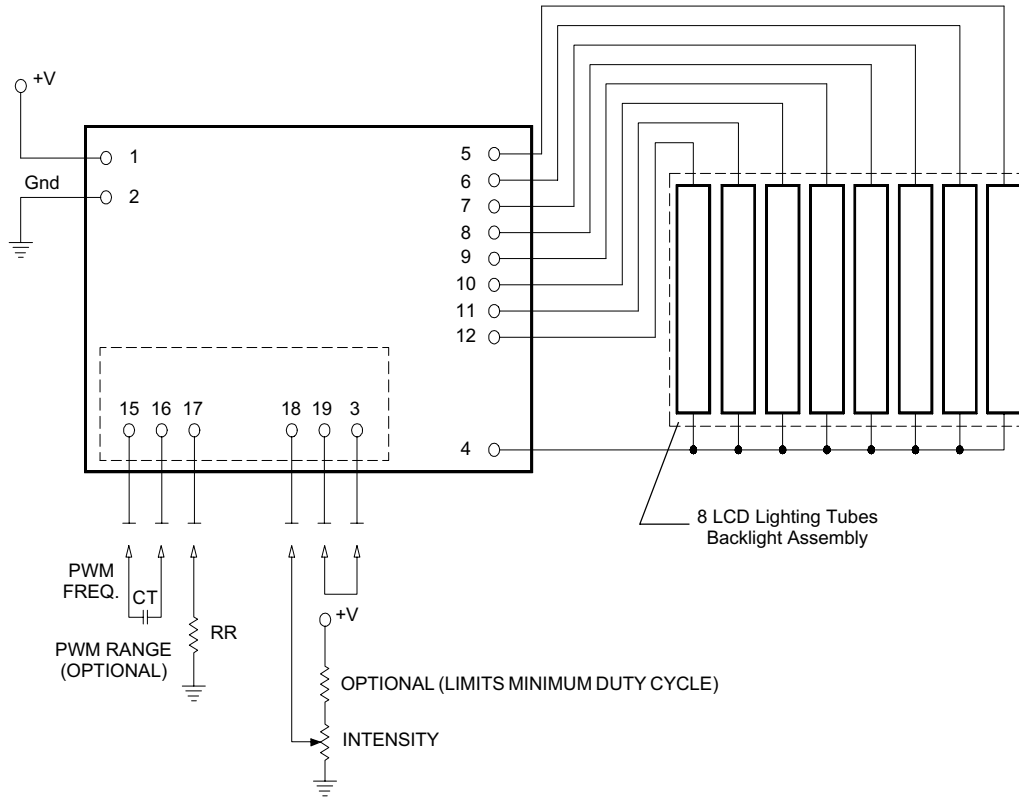 +V
1
Gnd
2
5
6
7
8
9
10
11
12
15 16 17 18 19 3
4
8 LCD Lighting Tubes
Backlight Assembly
PWM
FREQ.
CT
RR
PWM RANGE
(OPTIONAL)
+V
OPTIONAL (LIMITS MINIMUM DUTY CYCLE)
INTENSITY